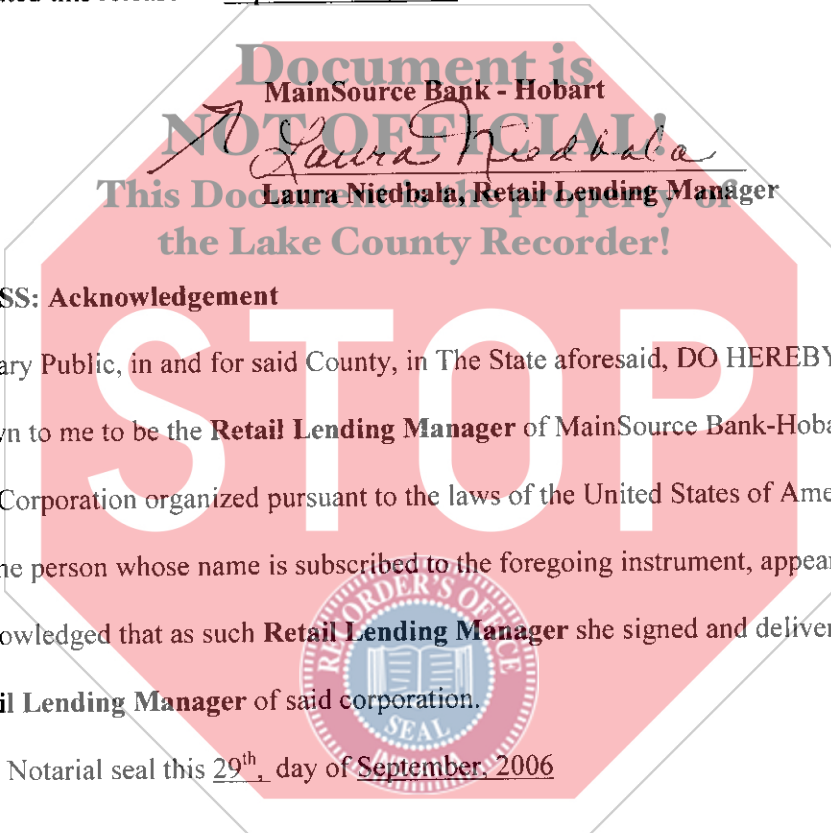 Document is
MainSource Bank - Hobart
NOT OFFICIAL!
Laura Niedbala
This Document is the property of
Laura Niedbala, Retail Lending Manager
the Lake County Recorder!
SS: Acknowledgement
ary Public, in and for said County, in The State aforesaid, DO HEREBY
vn to me to be the Retail Lending Manager of MainSource Bank-Hoba
STOP
Corporation organized pursuant to the laws of the United States of Ame
ne person whose name is subscribed to the foregoing instrument, appear
owledged that as such Retail Lending Manager she signed and deliver
il Lending Manager of said corporation.
RECORDER'S OFFICE
SEAL
INDIANA
Notarial seal this 29th, day of September, 2006